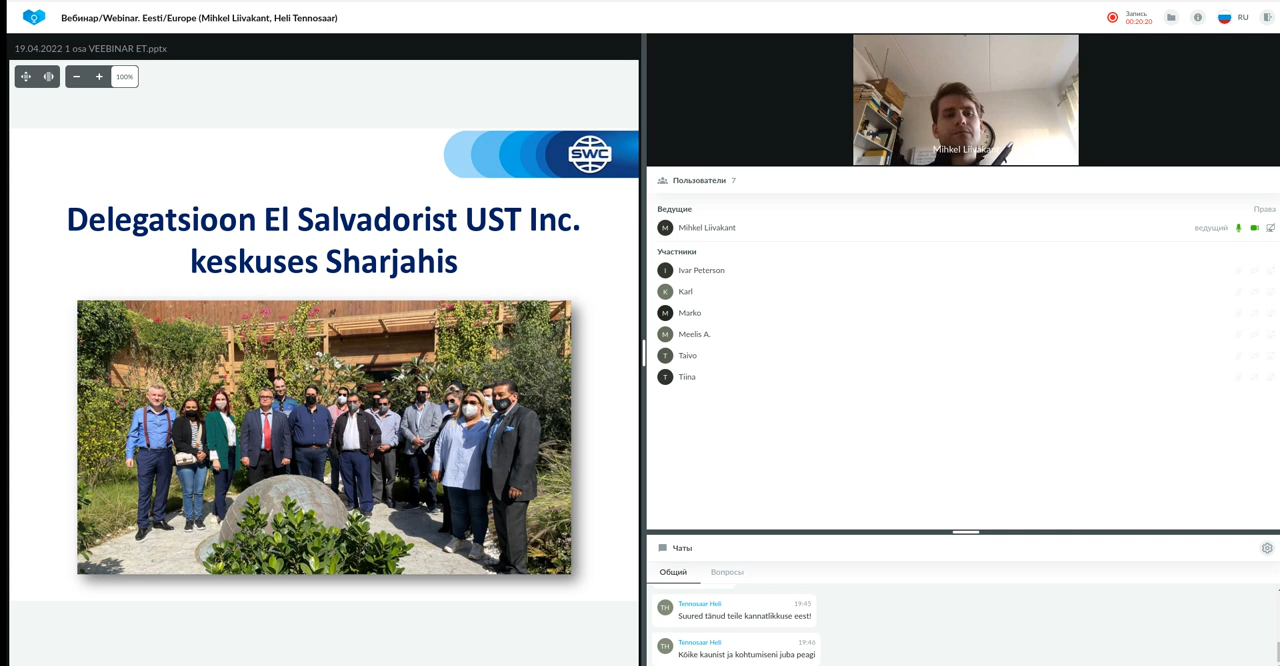 Вебинар/Webinar. Eesti/Europe (Mihkel Liivakant, Heli Tennosaar)
Запись
00:20:20
RU
19.04.2022 1 osa VEEBINAR ET.pptx
100%
SWC
Delegatsioon El Salvadorist UST Inc.
keskuses Sharjahis
Mihkel Liivakant
Пользователи 7
Ведущие
Права
M Mihkel Liivakant
ведущий
Участники
I Ivar Peterson
K Karl
M Marko
M Meelis A.
T Taivo
T Tiina
Чаты
Общий Вопросы
TH Tennosaar Heli 19:45
Suured tänud teile kannatlikkuse eest!
TH Tennosaar Heli 19:46
Kõike kaunist ja kohtumiseni juba peagi